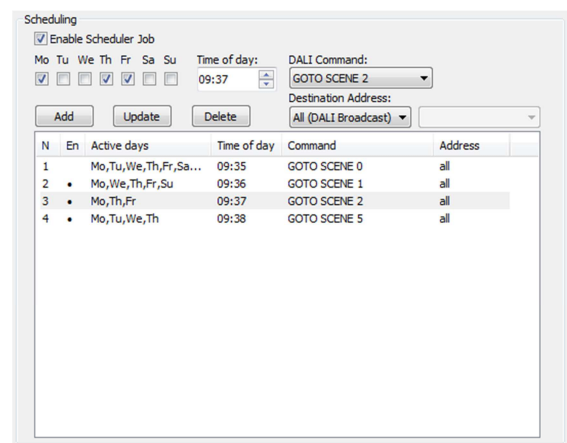 Scheduling
Enable Scheduler Job
Mo Tu We Th Fr Sa Su Time of day: DALI Command:
09:37 GOTO SCENE 2
Destination Address:
Add Update Delete All (DALI Broadcast)
N En Active days Time of day Command Address
1 Mo,Tu,We,Th,Fr,Sa... 09:35 GOTO SCENE 0 all
2 • Mo,We,Th,Fr,Su 09:36 GOTO SCENE 1 all
3 • Mo,Th,Fr 09:37 GOTO SCENE 2 all
4 • Mo,Tu,We,Th 09:38 GOTO SCENE 5 all